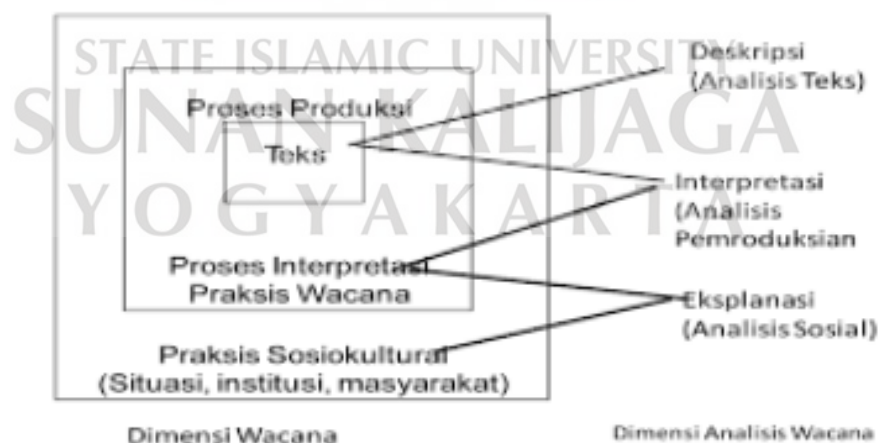 STATE ISLAMIC UNIVERSITY
SUNAN KALIJAGA
YOGYAKARTA
Proses Produksi
Teks
Proses Interpretasi
Praksis Wacana
Praksis Sosiokultural
(Situasi, institusi, masyarakat)
Dimensi Wacana
Deskripsi
(Analisis Teks)
Interpretasi
(Analisis
Pemroduksian
Eksplanasi
(Analisis Sosial)
Dimensi Analisis Wacana